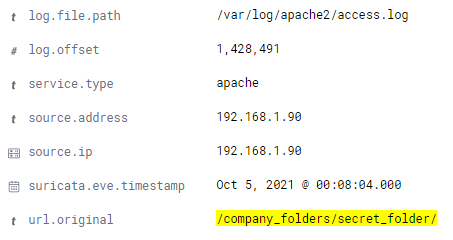 t log.file.path /var/log/apache2/access.log
# log.offset 1,428,491
t service.type apache
t source.address 192.168.1.90
source.ip 192.168.1.90
suricata.eve.timestamp Oct 5, 2021 @ 00:08:04.000
t url.original /company_folders/secret_folder/